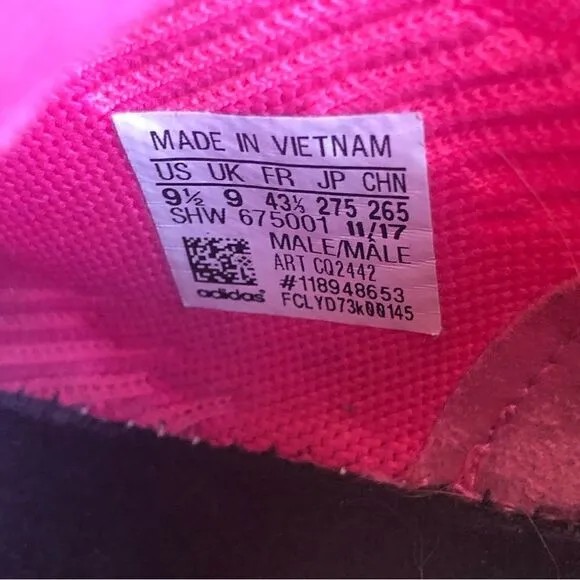 MADE IN VIETNAM
US UK FR JP CHN
9½ 9 43⅓ 275 265
SHW 675001 11/17
MALE/MÂLE
ART CQ2442
#118948653
adidas FCLYD73k00145